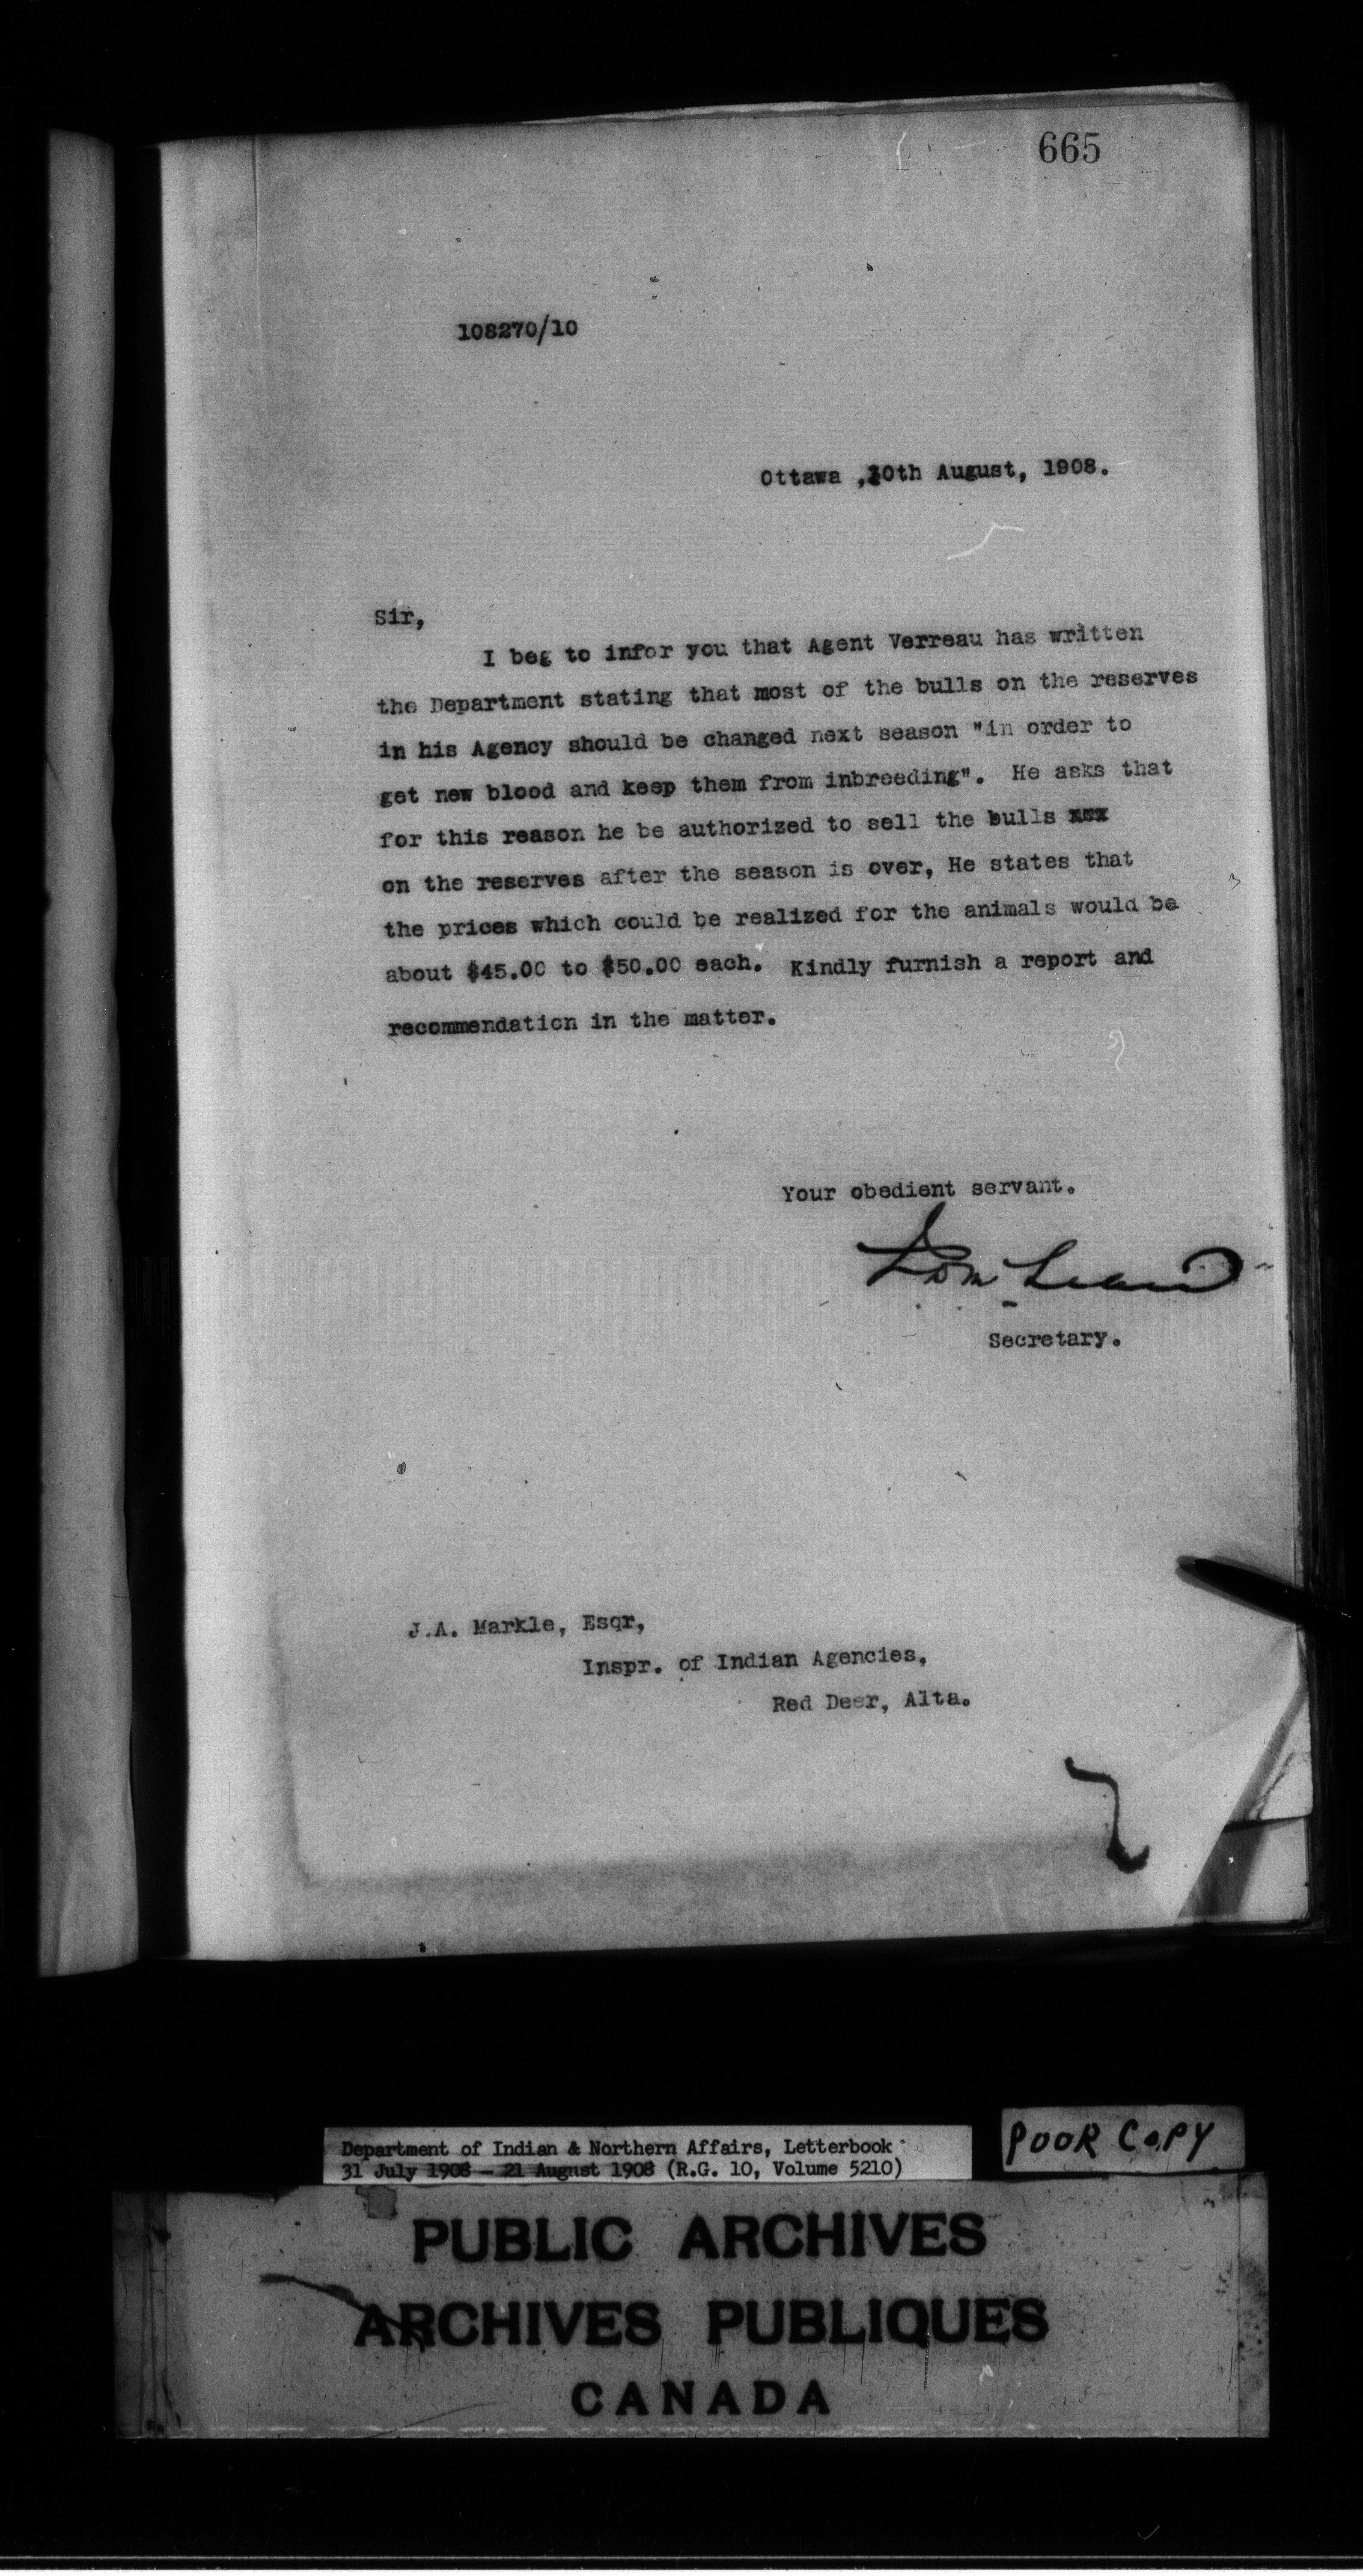 665
108270/10
Ottawa ,20th August, 1908.
Sir,
I beg to infor you that Agent Verreau has written
the Department stating that most of the bulls on the reserves
in his Agency should be changed next season "in order to
get new blood and keep them from inbreeding". He asks that
for this reason he be authorized to sell the bulls xxx
on the reserves after the season is over, He states that
the prices which could be realized for the animals would be
about $45.00 to $50.00 each. Kindly furnish a report and
recommendation in the matter.
Your obedient servant.
Secretary.
J.A. Markle, Esqr,
Inspr. of Indian Agencies,
Red Deer, Alta.
Department of Indian & Northern Affairs, Letterbook
31 July 1908 - 21 August 1908 (R.G. 10, Volume 5210)
POOR COPY
PUBLIC ARCHIVES
ARCHIVES PUBLIQUES
CANADA